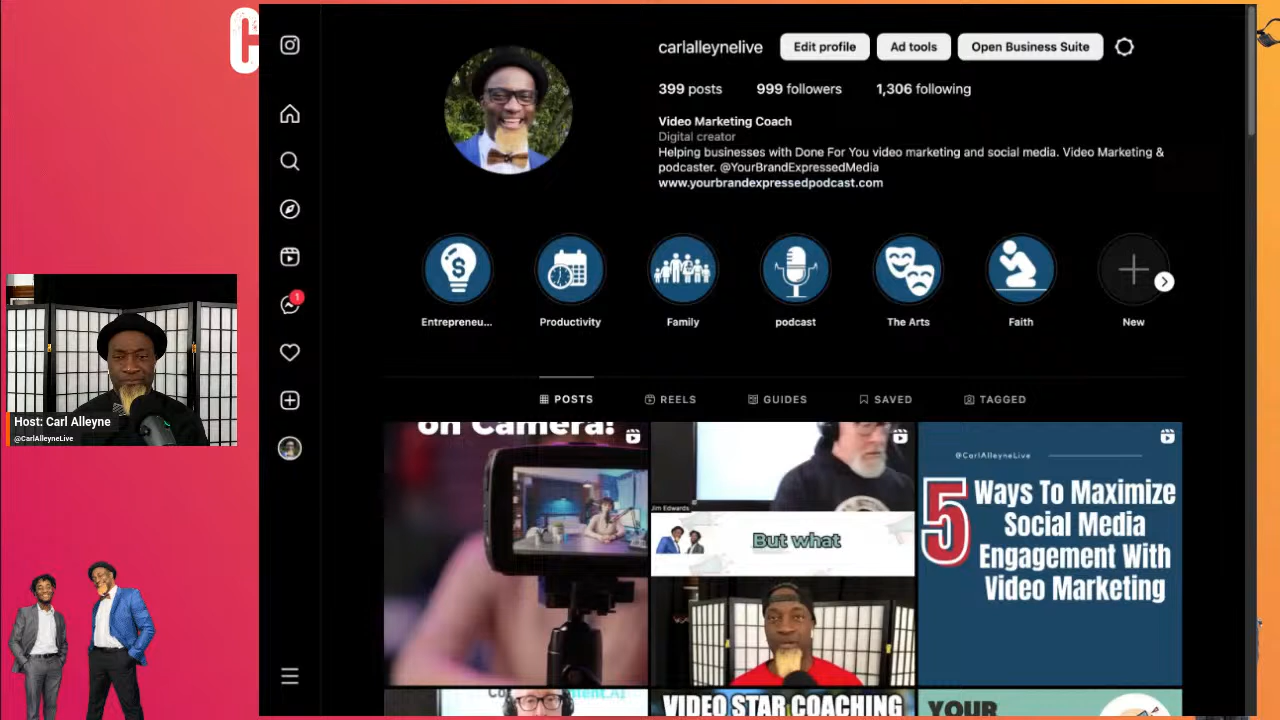 C
carlalleynelive
Edit profile
Ad tools
Open Business Suite
399 posts
999 followers
1,306 following
Video Marketing Coach
Digital creator
Helping businesses with Done For You video marketing and social media. Video Marketing &
podcaster. @YourBrandExpressedMedia
www.yourbrandexpressedpodcast.com
1
$
Entrepreneu...
Productivity
Family
podcast
The Arts
Faith
New
POSTS
REELS
GUIDES
SAVED
TAGGED
Host: Carl Alleyne
@CarlAlleyneLive
on Camera!
Jim Edwards
But what
@CarlAlleyneLive
5 Ways To Maximize
Social Media
Engagement With
Video Marketing
VIDEO STAR COACHING
YOUR